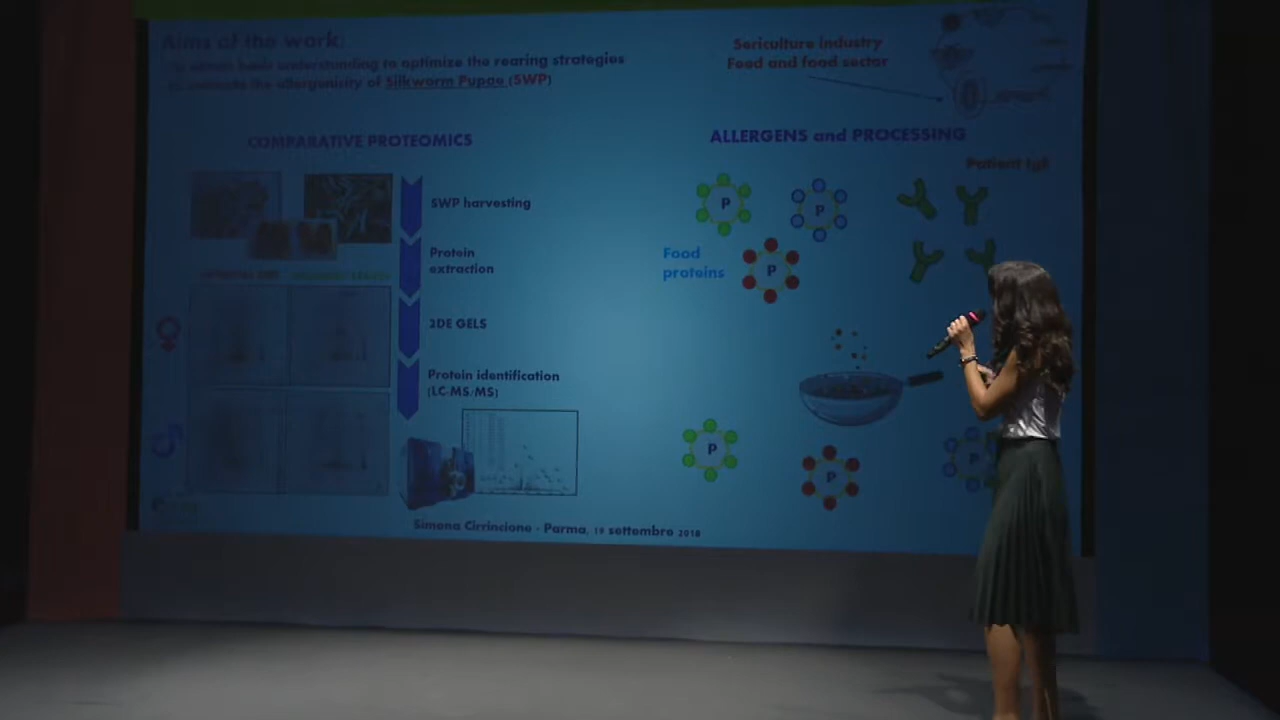 Aims of the work:
understanding to optimize the rearing strategies
the allergenicity of Silkworm Pupae (SWP)
Sericulture industry
Feed and food sector
COMPARATIVE PROTEOMICS
SWP harvesting
Protein
extraction
2DE GELS
Protein identification
(LC-MS/MS)
ALLERGENS and PROCESSING
Patient IgE
P
P
Food
proteins
P
P
P
P
Simona Cirrincione - Parma, 19 settembre 2018